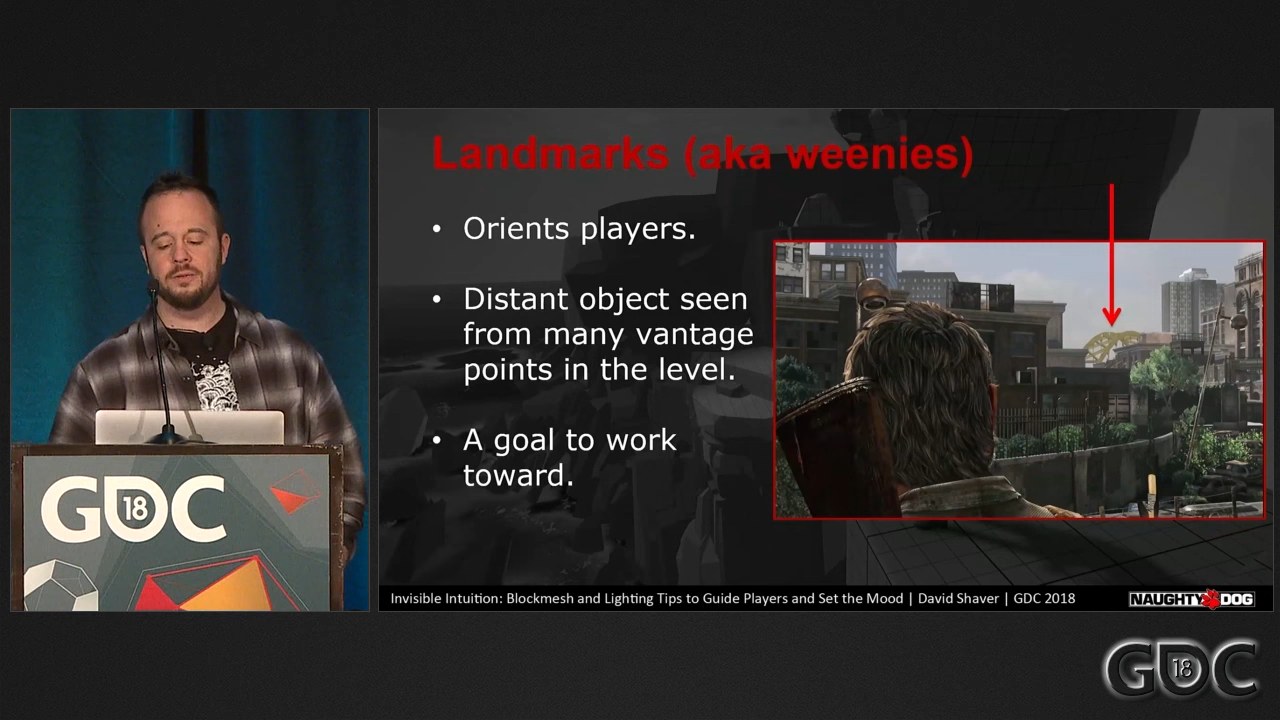 Landmarks (aka weenies)
• Orients players.
• Distant object seen
from many vantage
points in the level.
• A goal to work
toward.
GDC
18
Invisible Intuition: Blockmesh and Lighting Tips to Guide Players and Set the Mood | David Shaver | GDC 2018
NAUGHTY DOG
GDC
18